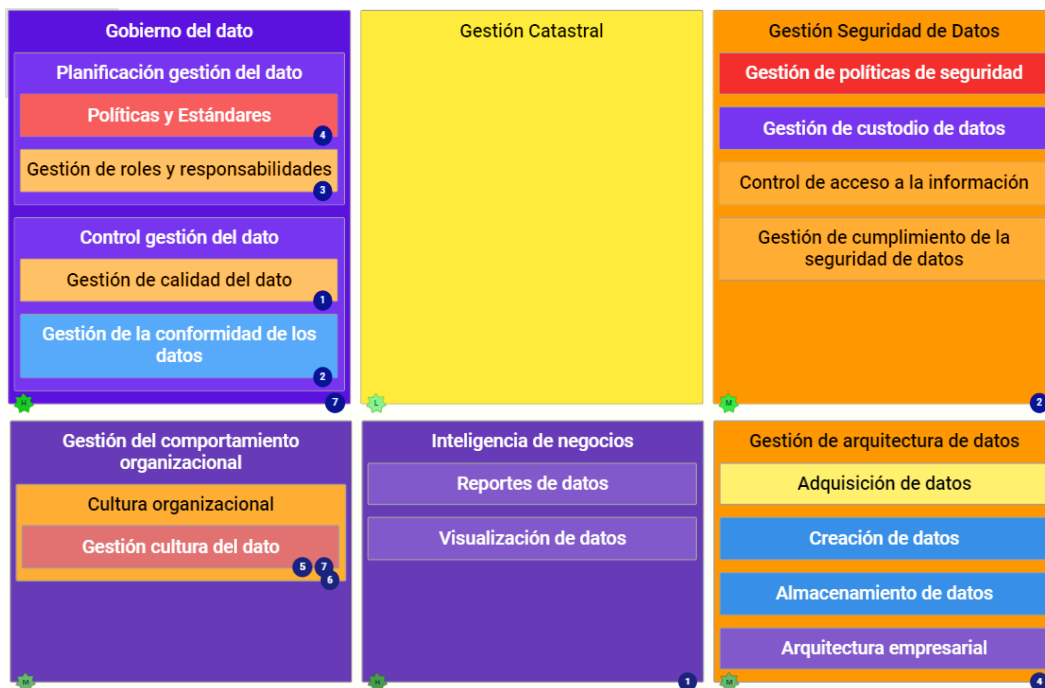 Gobierno del dato
Planificación gestión del dato
Políticas y Estándares
4
Gestión de roles y responsabilidades
3
Control gestión del dato
Gestión de calidad del dato
1
Gestión de la conformidad de los
datos
2
H
7
Gestión Catastral
L
Gestión Seguridad de Datos
Gestión de políticas de seguridad
Gestión de custodio de datos
Control de acceso a la información
Gestión de cumplimiento de la
seguridad de datos
M
2
Gestión del comportamiento
organizacional
Cultura organizacional
Gestión cultura del dato
5 7
6
M
Inteligencia de negocios
Reportes de datos
Visualización de datos
H
1
Gestión de arquitectura de datos
Adquisición de datos
Creación de datos
Almacenamiento de datos
Arquitectura empresarial
M
4